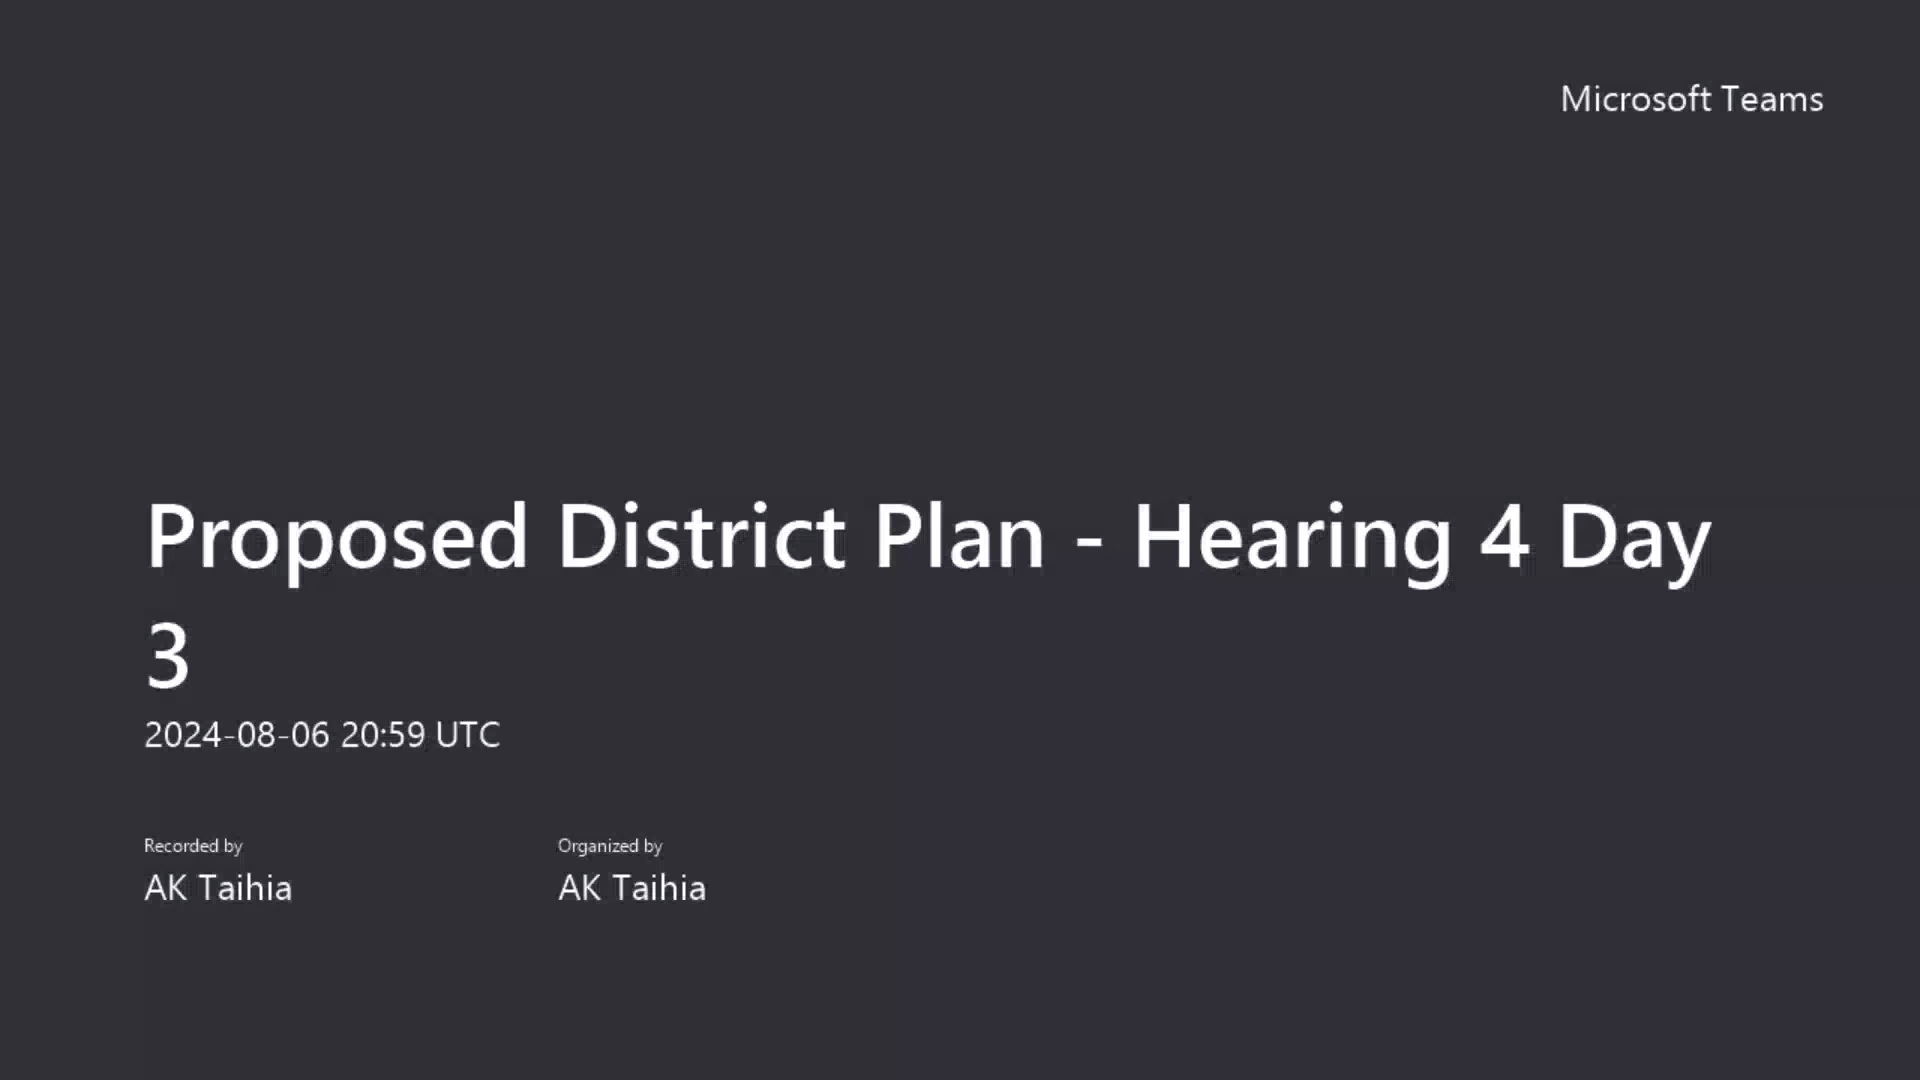 Microsoft Teams
Proposed District Plan - Hearing 4 Day
3
2024-08-06 20:59 UTC
Recorded by
Organized by
AK Taihia
AK Taihia